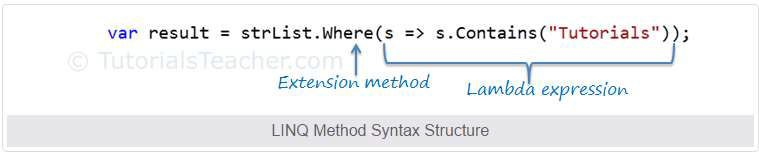 var result = strList.Where(s => s.Contains("Tutorials"));
© TutorialsTeacher.com
Extension method
Lambda expression
LINQ Method Syntax Structure